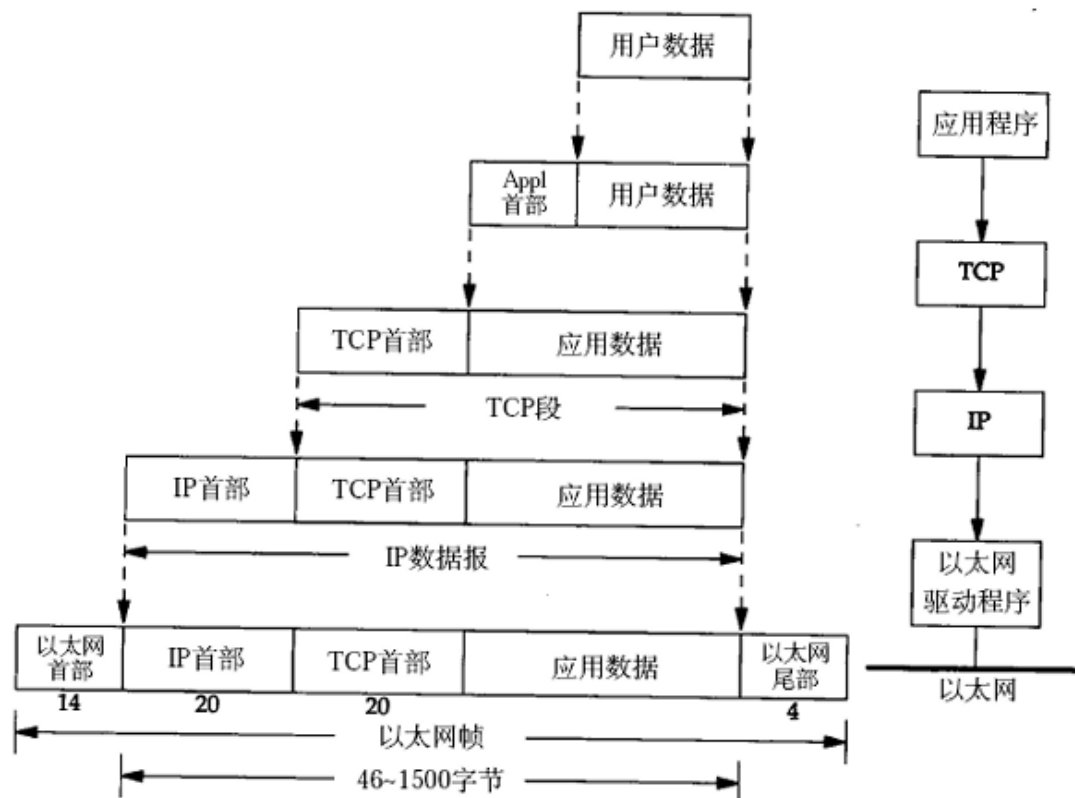 用户数据
应用程序
Appl
首部
用户数据
TCP
TCP首部
应用数据
TCP段
IP
IP首部
TCP首部
应用数据
IP数据报
以太网
驱动程序
以太网
首部
IP首部
TCP首部
应用数据
以太网
尾部
以太网
14
20
20
4
以太网帧
46~1500字节